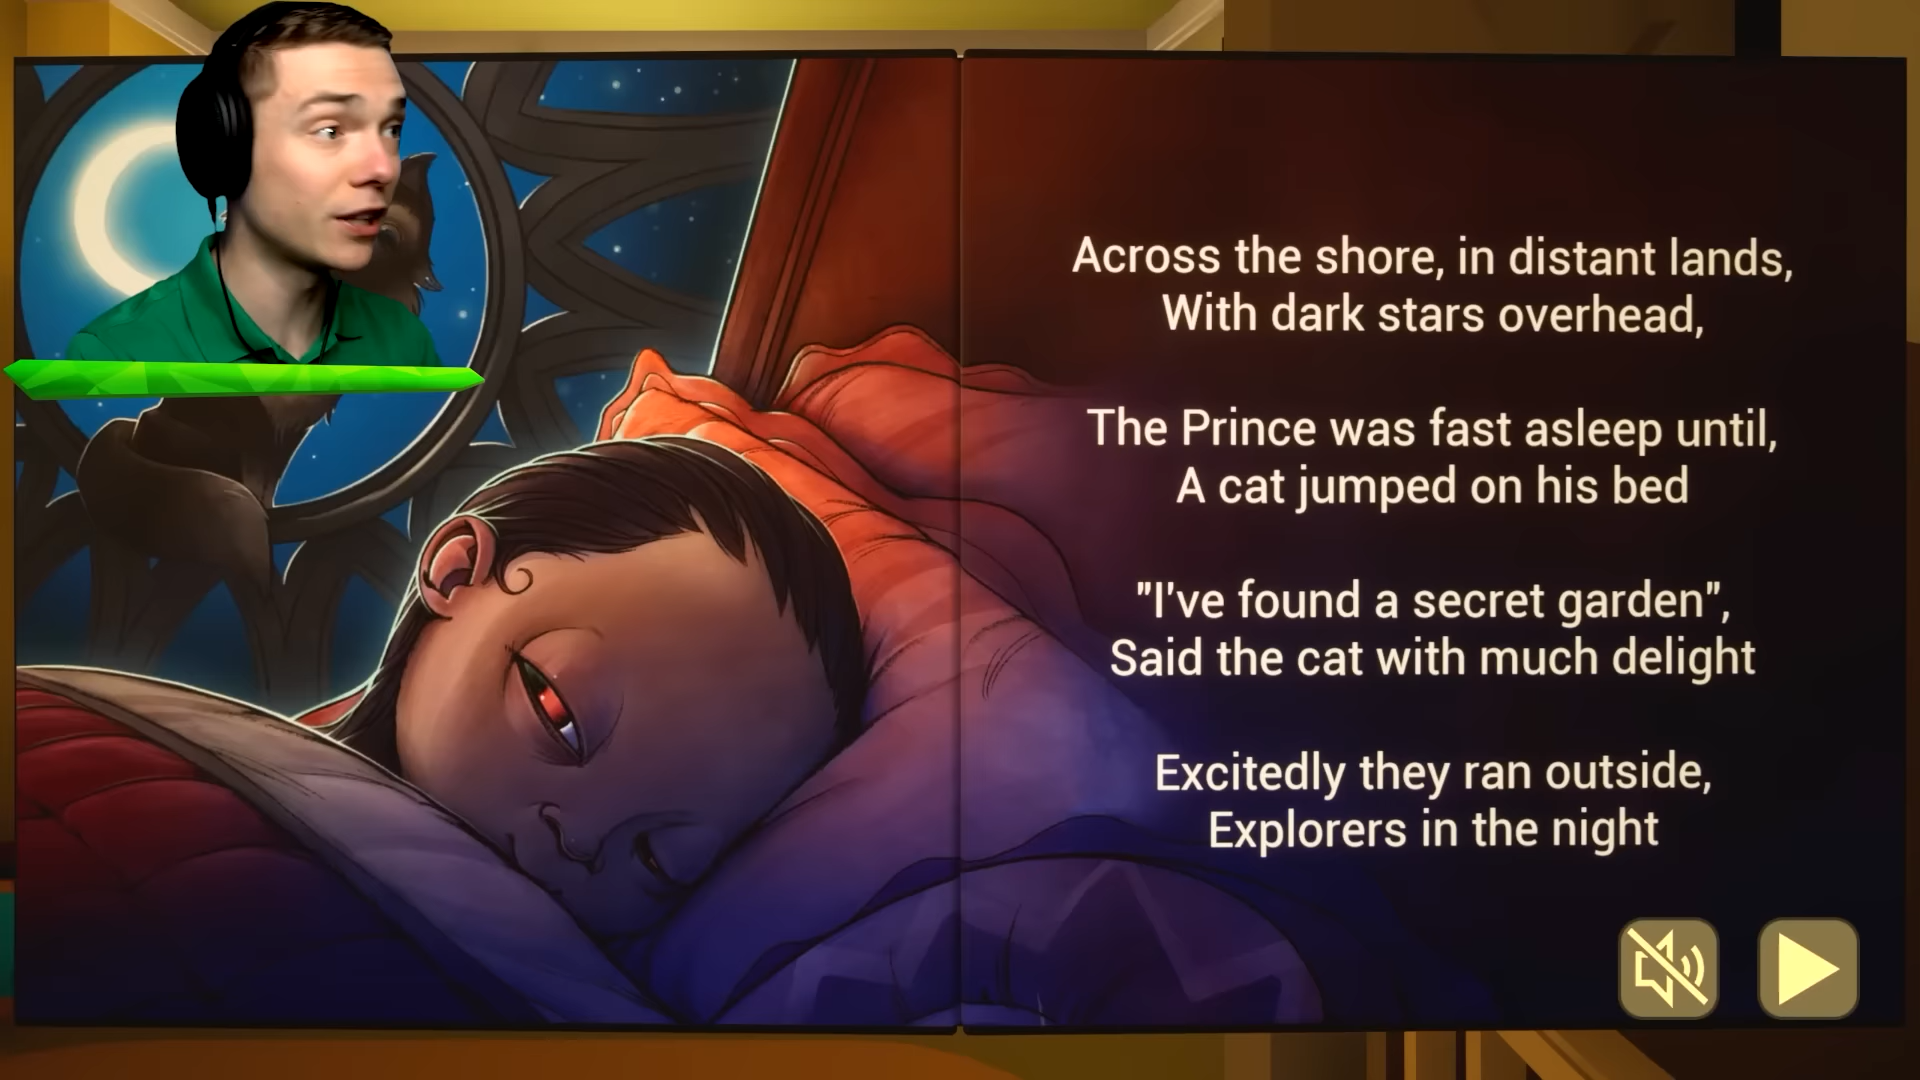 Across the shore, in distant lands,
With dark stars overhead,
The Prince was fast asleep until,
A cat jumped on his bed
"I've found a secret garden",
Said the cat with much delight
Excitedly they ran outside,
Explorers in the night